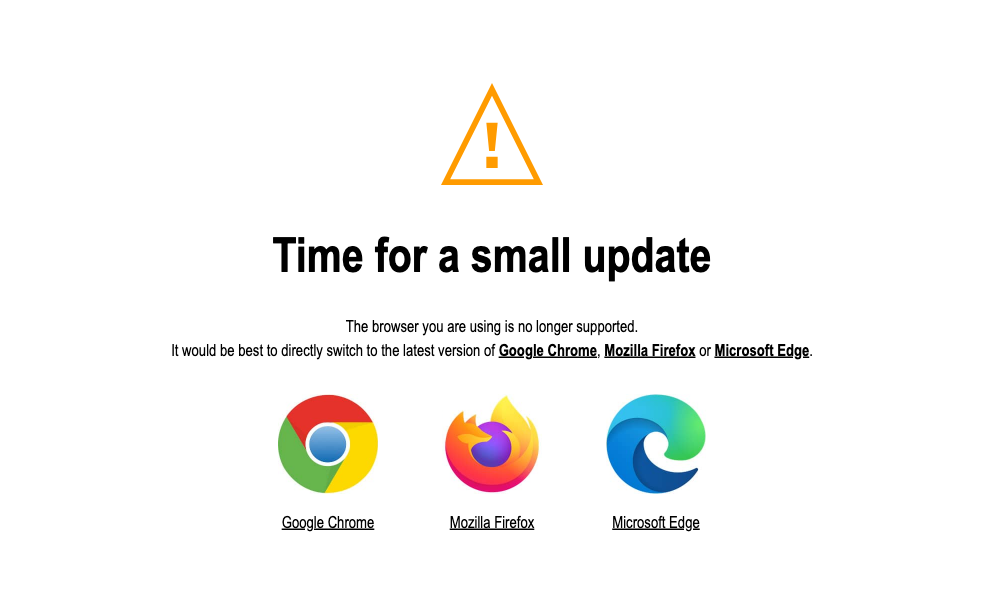 !
Time for a small update
The browser you are using is no longer supported.
It would be best to directly switch to the latest version of Google Chrome, Mozilla Firefox or Microsoft Edge.
Google Chrome
Mozilla Firefox
Microsoft Edge